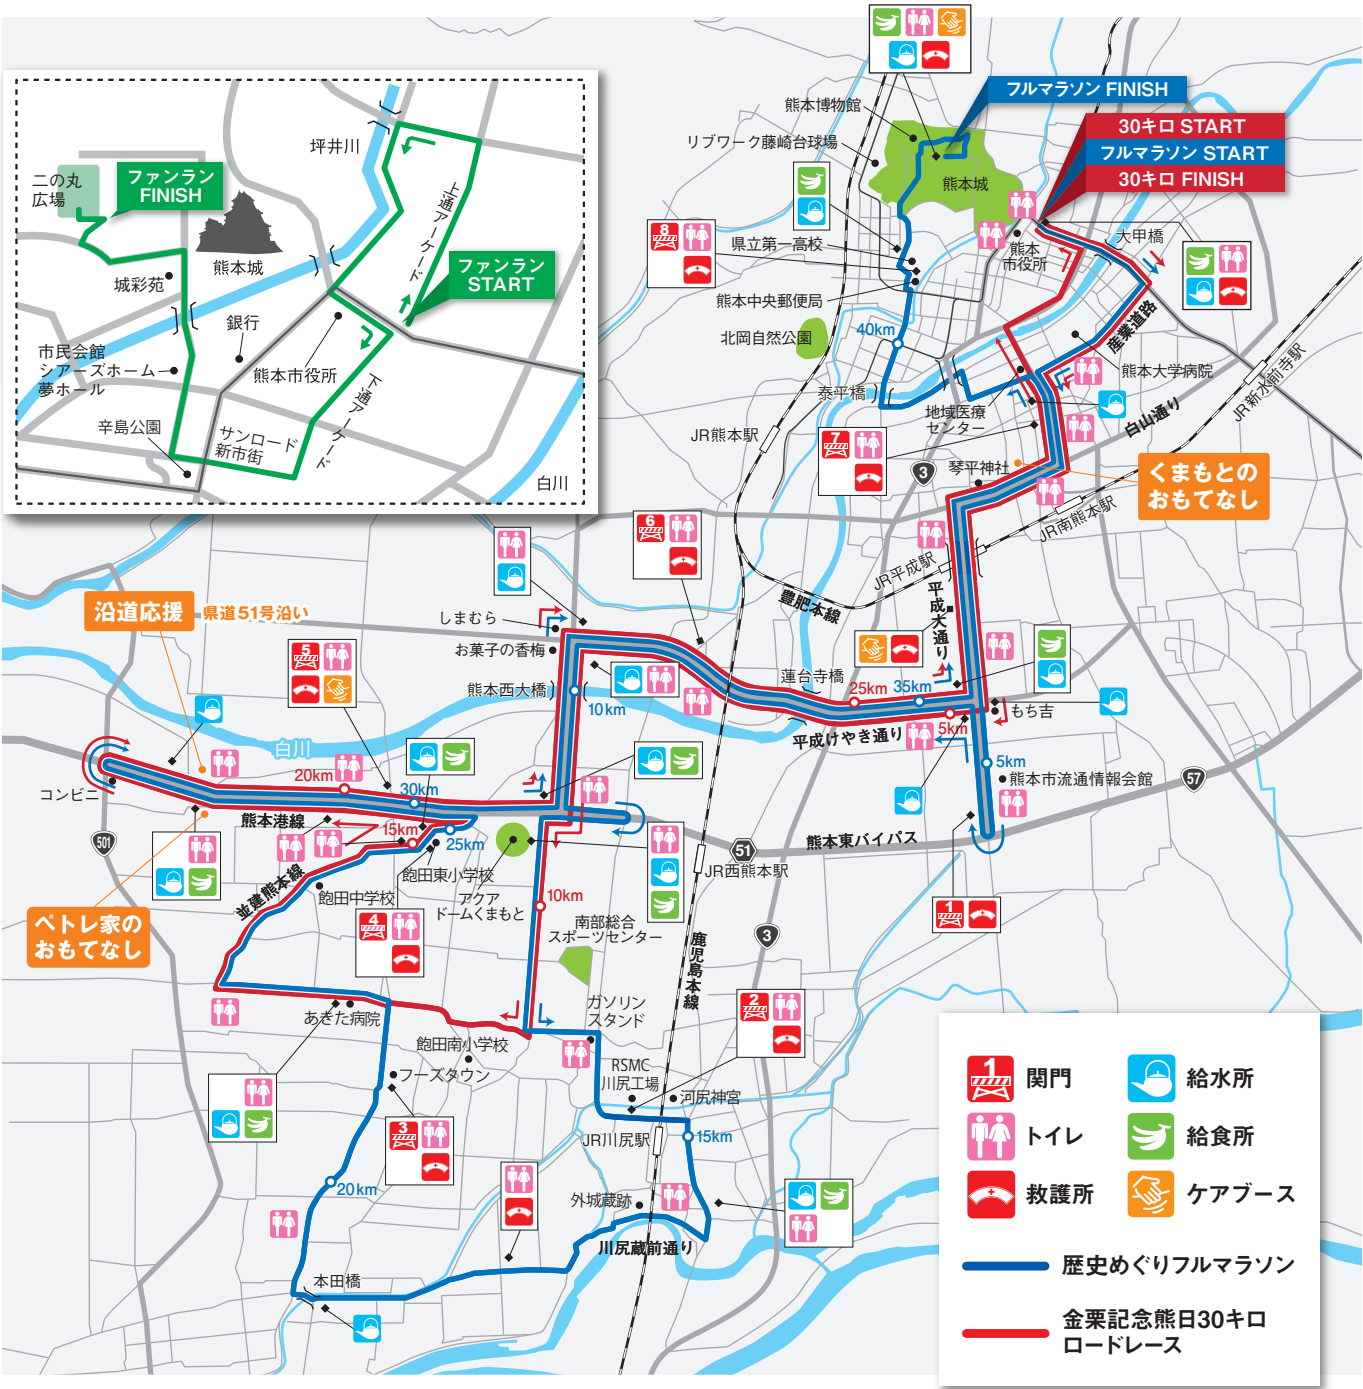 坪井川
二の丸
広場
ファンラン
FINISH
熊本城
城彩苑
上通アーケード
ファンラン
START
銀行
市民会館
シアーズホーム
夢ホール
熊本市役所
下通アーケード
辛島公園
サンロード
新市街
白川
フルマラソン FINISH
30キロ START
フルマラソン START
30キロ FINISH
熊本博物館
リブワーク藤崎台球場
熊本城
県立第一高校
8
熊本
市役所
大甲橋
熊本中央郵便局
北岡自然公園
40km
産業道路
熊本大学病院
JR新水前寺駅
泰平橋
地域医療
センター
白山通り
JR熊本駅
7
3
琴平神社
くまもとの
おもてなし
JR南熊本駅
6
JR平成駅
豊肥本線
平成大通り
沿道応援
県道51号沿い
しまむら
お菓子の香梅
5
熊本西大橋
10km
蓮台寺橋
25km
35km
もち吉
5km
平成けやき通り
白川
5km
熊本市流通情報会館
57
コンビニ
20km
30km
熊本港線
15km
25km
501
51
熊本東バイパス
JR西熊本駅
飽田東小学校
飽田中学校
並建熊本線
アクア
ドームくまもと
10km
ペトレ家の
おもてなし
4
1
南部総合
スポーツセンター
3
鹿児島本線
ガソリン
スタンド
2
あきた病院
飽田南小学校
フーズタウン
RSMC
川尻工場
河尻神宮
3
JR川尻駅
15km
20km
外城蔵跡
川尻蔵前通り
本田橋
1
関門
給水所
トイレ
給食所
救護所
ケアブース
歴史めぐりフルマラソン
金栗記念熊日30キロ
ロードレース